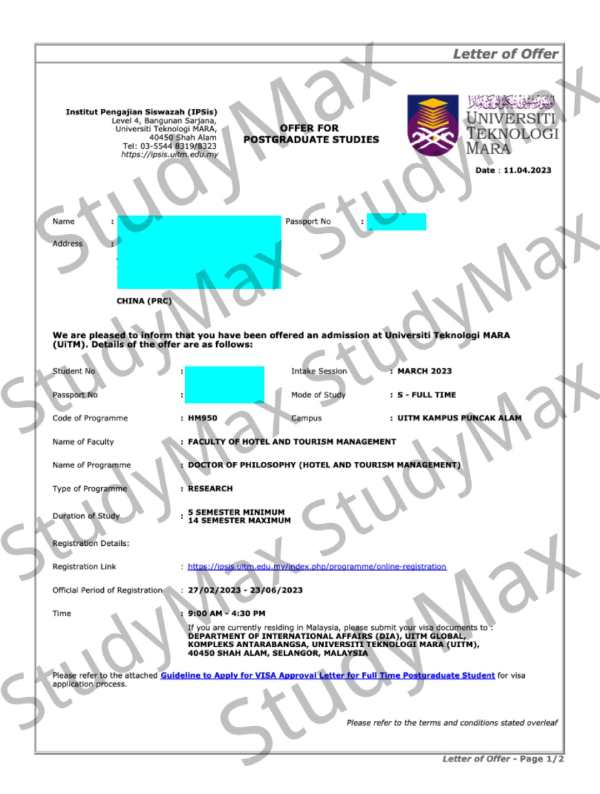 Letter of Offer
Institut Pengajian Siswazah (IPSis)
Level 4, Bangunan Sarjana,
Universiti Teknologi MARA,
40450 Shah Alam
Tel: 03-5544 8319/8323
https://ipsis.uitm.edu.my
OFFER FOR
POSTGRADUATE STUDIES
UNIVERSITI
TEKNOLOGI
MARA
Date : 11.04.2023
Name :
Passport No :
Address :
CHINA (PRC)
We are pleased to inform that you have been offered an admission at Universiti Teknologi MARA
(UiTM). Details of the offer are as follows:
Student No :
Intake Session : MARCH 2023
Passport No :
Mode of Study : S - FULL TIME
Code of Programme : HM950
Campus : UITM KAMPUS PUNCAK ALAM
Name of Faculty : FACULTY OF HOTEL AND TOURISM MANAGEMENT
Name of Programme : DOCTOR OF PHILOSOPHY (HOTEL AND TOURISM MANAGEMENT)
Type of Programme : RESEARCH
Duration of Study : 5 SEMESTER MINIMUM
14 SEMESTER MAXIMUM
Registration Details:
Registration Link : https://ipsis.uitm.edu.my/index.php/programme/online-registration
Official Period of Registration : 27/02/2023 - 23/06/2023
Time : 9:00 AM - 4:30 PM
If you are currently residing in Malaysia, please submit your visa documents to :
DEPARTMENT OF INTERNATIONAL AFFAIRS (DIA), UITM GLOBAL,
KOMPLEKS ANTARABANGSA, UNIVERSITI TEKNOLOGI MARA (UITM),
40450 SHAH ALAM, SELANGOR, MALAYSIA
Please refer to the attached Guideline to Apply for VISA Approval Letter for Full Time Postgraduate Student for visa
application process.
Please refer to the terms and conditions stated overleaf
Letter of Offer - Page 1/2
StudyMax
StudyMax
StudyMax
StudyMax
StudyMax
StudyMax
StudyMax
StudyMax